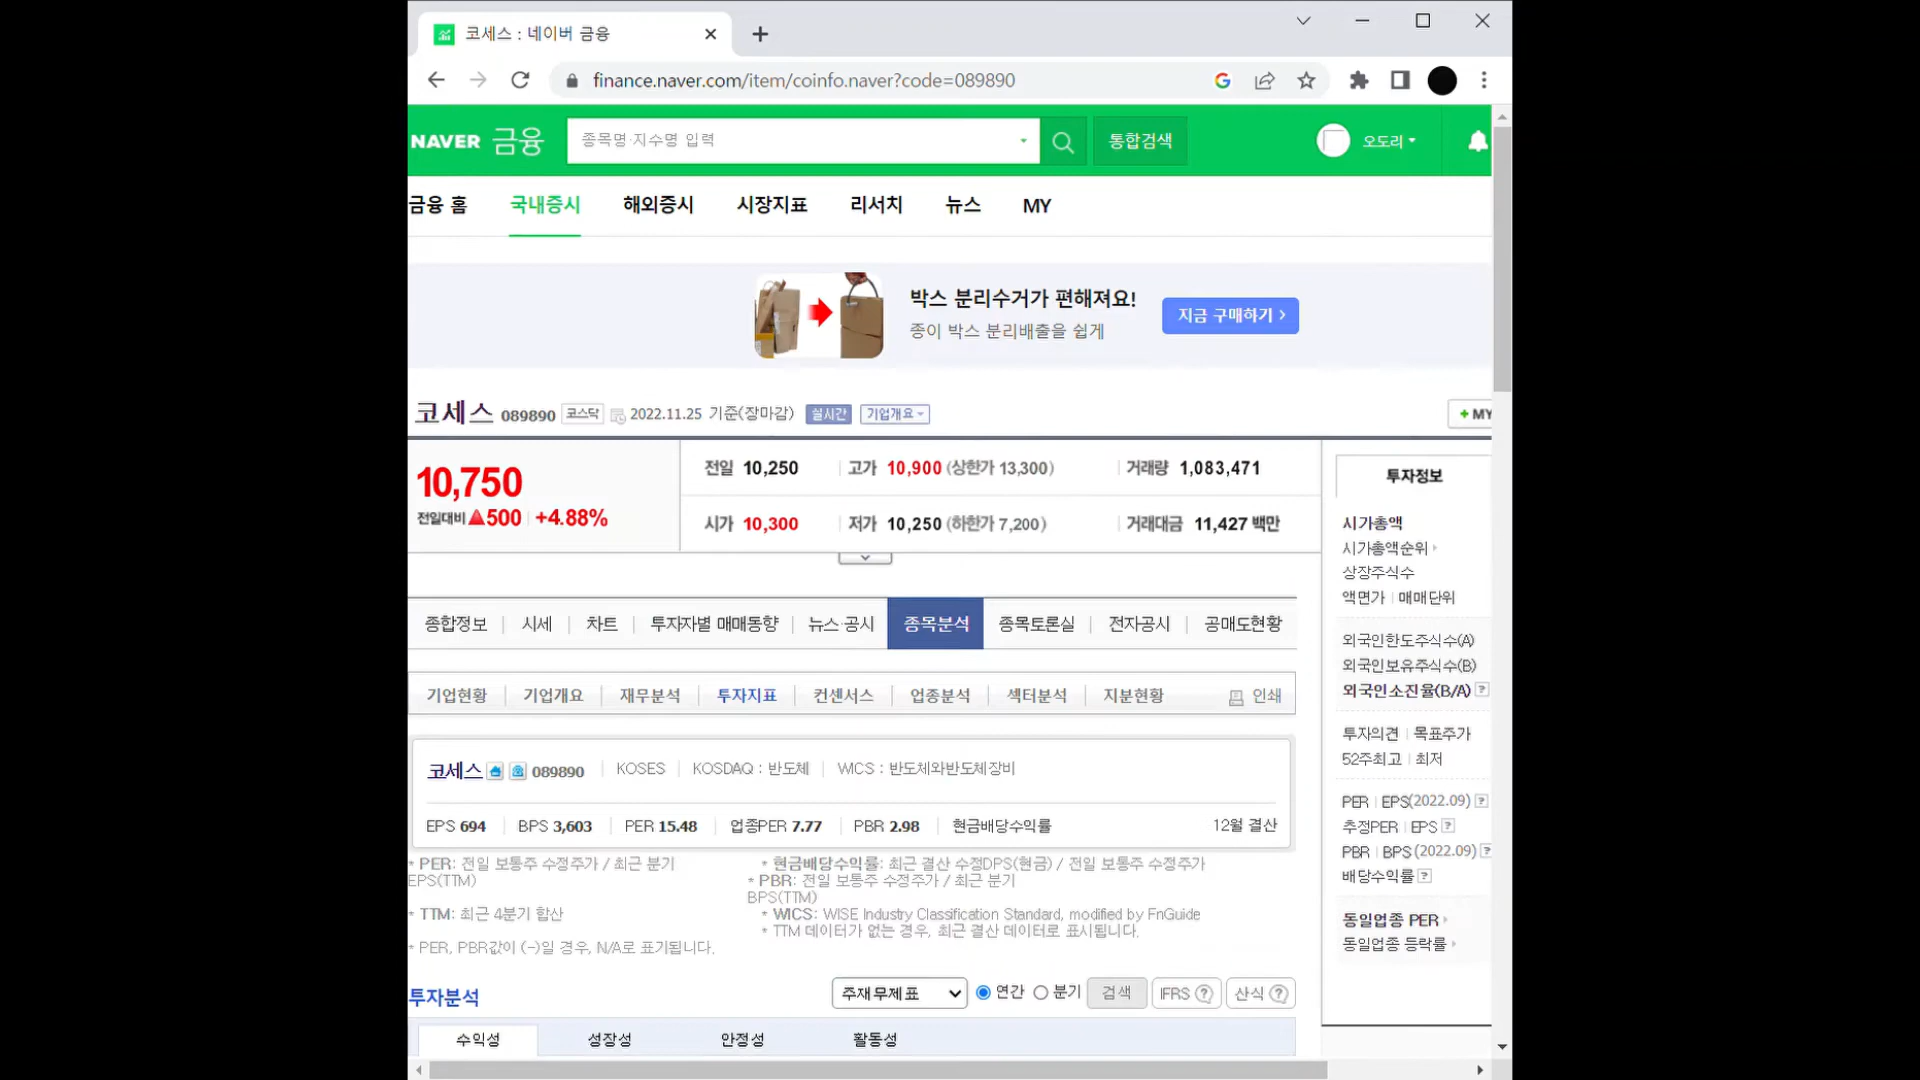 코세스 : 네이버 금융
finance.naver.com/item/coinfo.naver?code=089890
NAVER 금융 종목명·지수명 입력 통합검색 오도리
금융 홈 국내증시 해외증시 시장지표 리서치 뉴스 MY
박스 분리수거가 편해져요!
종이 박스 분리배출을 쉽게
지금 구매하기 >
코세스 089890 코스닥 2022.11.25 기준(장마감) 실시간 기업개요
+ MY
10,750
전일대비 ▲500 +4.88%
전일 10,250 고가 10,900 (상한가 13,300) 거래량 1,083,471
시가 10,300 저가 10,250 (하한가 7,200) 거래대금 11,427 백만
종합정보 시세 차트 투자자별 매매동향 뉴스·공시 종목분석 종목토론실 전자공시 공매도현황
기업현황 기업개요 재무분석 투자지표 컨센서스 업종분석 섹터분석 지분현황 인쇄
코세스 089890 KOSES KOSDAQ : 반도체 WICS : 반도체와반도체장비
EPS 694 BPS 3,603 PER 15.48 업종PER 7.77 PBR 2.98 현금배당수익률 12월 결산
* PER: 전일 보통주 수정주가 / 최근 분기
EPS(TTM)
* 현금배당수익률: 최근 결산 수정DPS(현금) / 전일 보통주 수정주가
* PBR: 전일 보통주 수정주가 / 최근 분기
BPS(TTM)
* TTM: 최근 4분기 합산
* WICS: WISE Industry Classification Standard, modified by FnGuide
* TTM 데이터가 없는 경우, 최근 결산 데이터로 표시됩니다.
* PER, PBR값이 (-)일 경우, N/A로 표기됩니다.
투자분석
주재무제표 연간 분기 검색 IFRS ? 산식 ?
수익성 성장성 안정성 활동성
투자정보
시가총액
시가총액순위
상장주식수
액면가 매매단위
외국인한도주식수(A)
외국인보유주식수(B)
외국인소진율(B/A) ?
투자의견 목표주가
52주최고 최저
PER EPS(2022.09) ?
추정PER EPS ?
PBR BPS (2022.09) ?
배당수익률 ?
동일업종 PER
동일업종 등락률